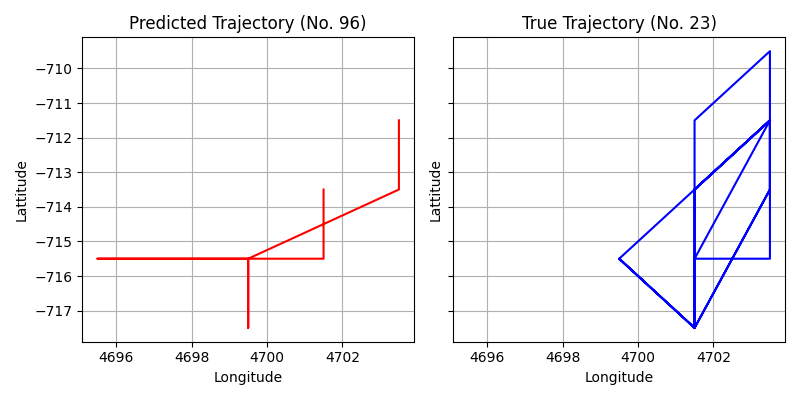 Predicted Trajectory (No. 96)
True Trajectory (No. 23)
Lattitude
−710
−711
−712
−713
−714
−715
−716
−717
4696
4698
4700
4702
Longitude
Lattitude
4696
4698
4700
4702
Longitude